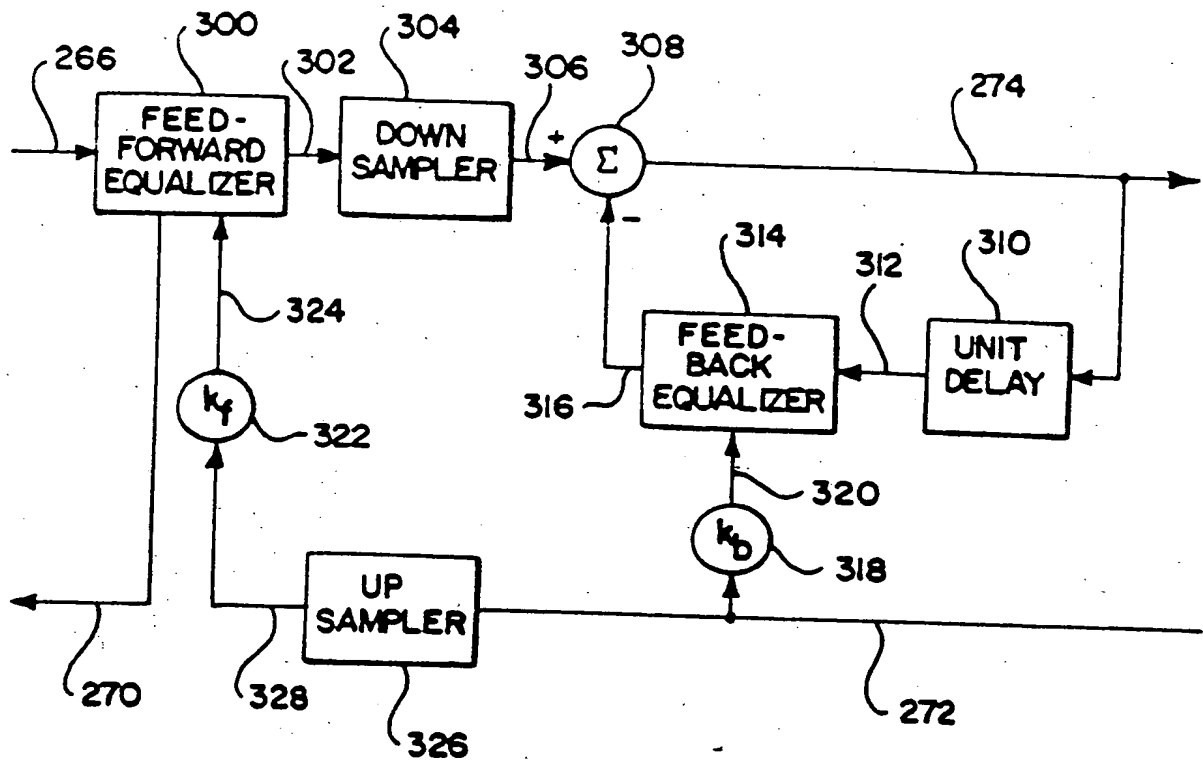 300
304
308
266
302
306
274
FEED-
FORWARD
EQUALIZER
DOWN
SAMPLER
+
Σ
-
314
310
312
324
FEED-
BACK
EQUALIZER
UNIT
DELAY
316
kf
322
320
kb
318
UP
SAMPLER
270
328
272
326